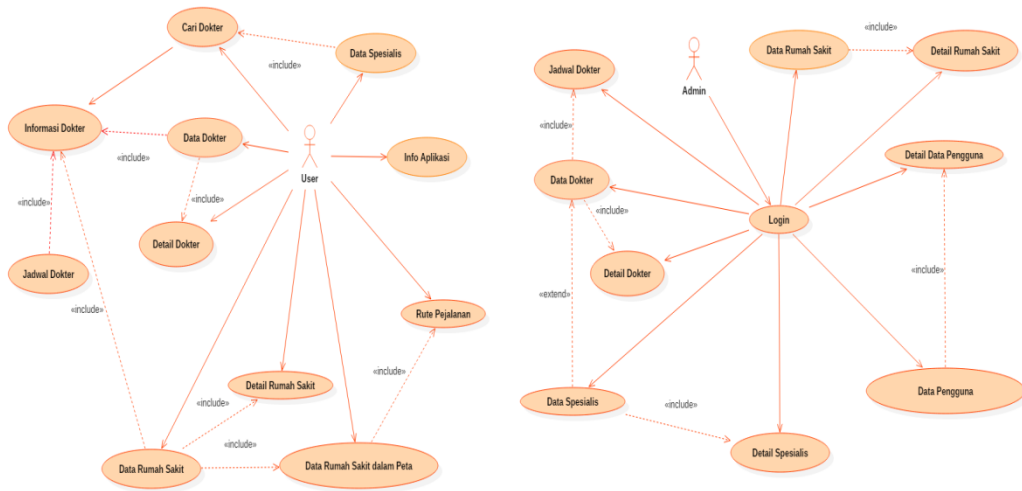 Cari Dokter
Data Spesialis
«include»
Informasi Dokter
Data Dokter
«include»
User
Info Aplikasi
«include»
«include»
Detail Dokter
Jadwal Dokter
«include»
Rute Pejalanan
«include»
Detail Rumah Sakit
«include»
«include»
Data Rumah Sakit
Data Rumah Sakit dalam Peta
«include»
Data Rumah Sakit
Detail Rumah Sakit
Jadwal Dokter
Admin
«include»
Detail Data Pengguna
Data Dokter
«include»
Login
Detail Dokter
«include»
«extend»
Data Spesialis
«include»
Data Pengguna
Detail Spesialis